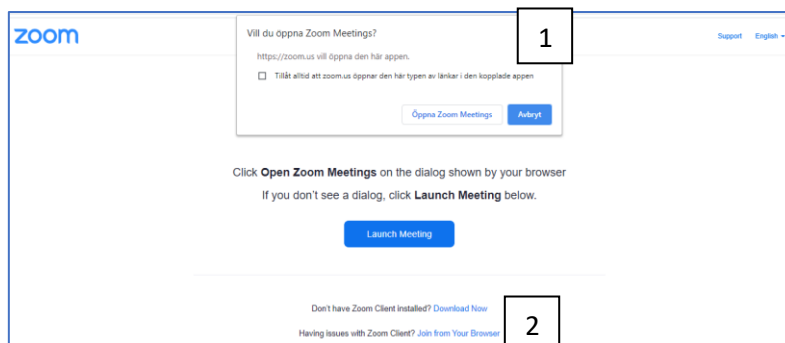 zoom
Vill du öppna Zoom Meetings?
1
Support English
https://zoom.us vill öppna den här appen.
Tillåt alltid att zoom.us öppnar den här typen av länkar i den kopplade appen
Öppna Zoom Meetings Avbryt
Click Open Zoom Meetings on the dialog shown by your browser
If you don't see a dialog, click Launch Meeting below.
Launch Meeting
Don't have Zoom Client installed? Download Now
Having issues with Zoom Client? Join from Your Browser
2